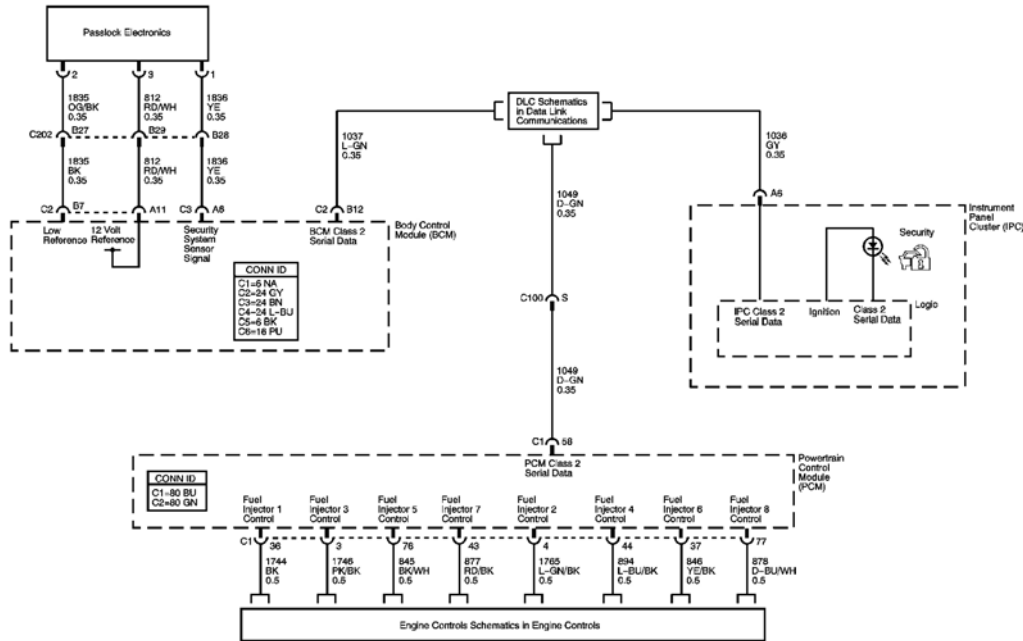 Passlock Electronics
2
3
1
1835
OG/BK
0.35
812
RD/WH
0.35
1836
YE
0.35
C202
B27
B29
B28
1835
BK
0.35
812
RD/WH
0.35
1836
YE
0.35
C2
B7
A11
C3
A6
Low
Reference
12 Volt
Reference
Security
System
Sensor
Signal
1037
L-GN
0.35
C2
B12
BCM Class 2
Serial Data
Body Control
Module (BCM)
CONN ID
C1=6 NA
C2=24 GY
C3=24 BN
C4=24 L-BU
C5=6 BK
C6=16 PU
DLC Schematics
in Data Link
Communications
1049
D-GN
0.35
C100
S
1049
D-GN
0.35
C1
58
1036
GY
0.35
A6
Instrument
Panel
Cluster (IPC)
Security
IPC Class 2
Serial Data
Ignition
Class 2
Serial Data
Logic
PCM Class 2
Serial Data
Powertrain
Control
Module
(PCM)
CONN ID
C1=80 BU
C2=80 GN
Fuel
Injector 1
Control
Fuel
Injector 3
Control
Fuel
Injector 5
Control
Fuel
Injector 7
Control
Fuel
Injector 2
Control
Fuel
Injector 4
Control
Fuel
Injector 6
Control
Fuel
Injector 8
Control
C1
36
3
76
43
4
44
37
77
1744
BK
0.5
1746
PK/BK
0.5
845
BK/WH
0.5
877
RD/BK
0.5
1765
L-GN/BK
0.5
894
L-BU/BK
0.5
846
YE/BK
0.5
878
D-BU/WH
0.5
Engine Controls Schematics in Engine Controls